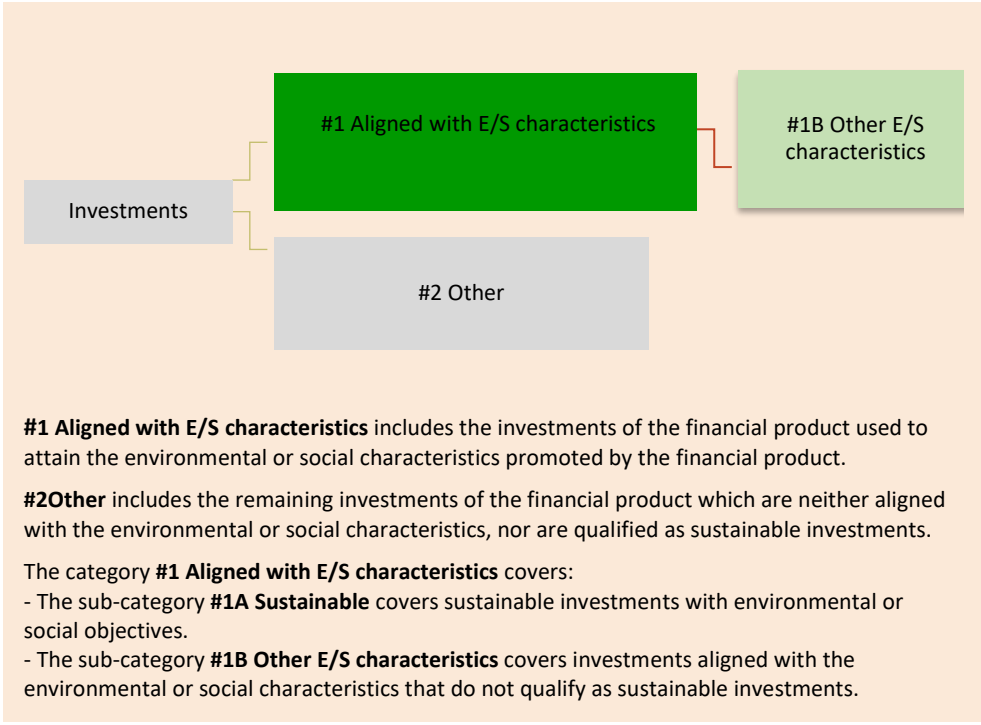 #1 Aligned with E/S characteristics
#1B Other E/S
characteristics
Investments
#2 Other
#1 Aligned with E/S characteristics includes the investments of the financial product used to
attain the environmental or social characteristics promoted by the financial product.
#2Other includes the remaining investments of the financial product which are neither aligned
with the environmental or social characteristics, nor are qualified as sustainable investments.
The category #1 Aligned with E/S characteristics covers:
- The sub-category #1A Sustainable covers sustainable investments with environmental or
social objectives.
- The sub-category #1B Other E/S characteristics covers investments aligned with the
environmental or social characteristics that do not qualify as sustainable investments.